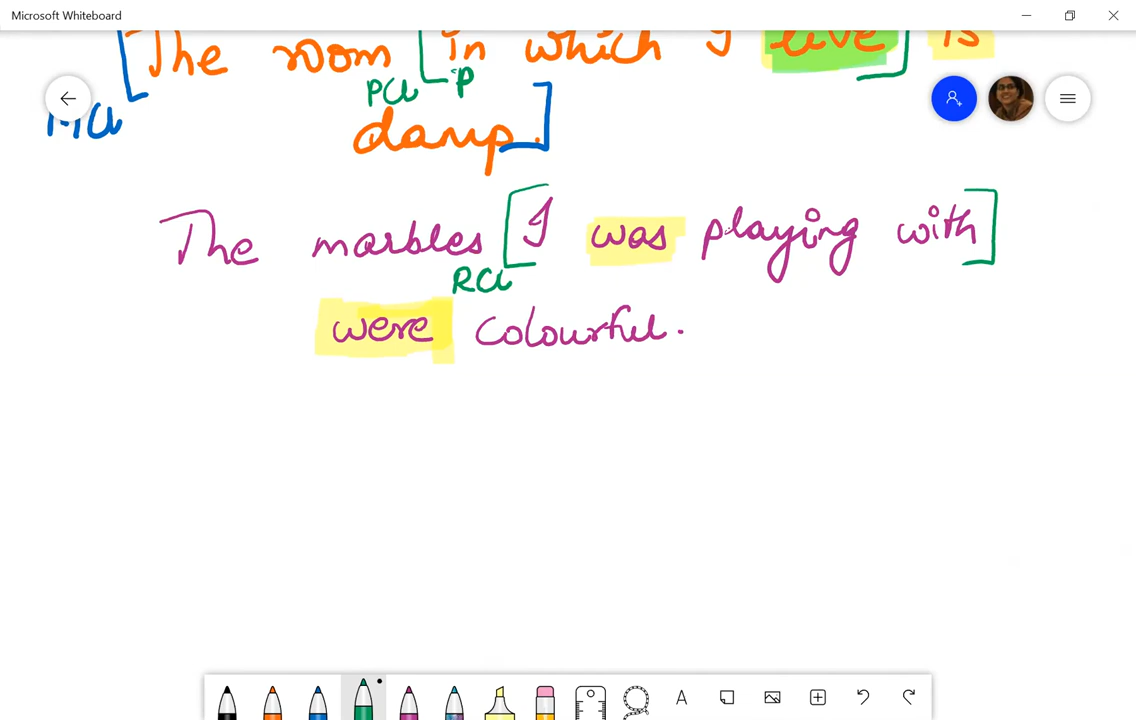 Microsoft Whiteboard
[The room [in which I live] is
PCl P
MCl
damp.]
The marbles [I was playing with]
RCl
were colourful.
A